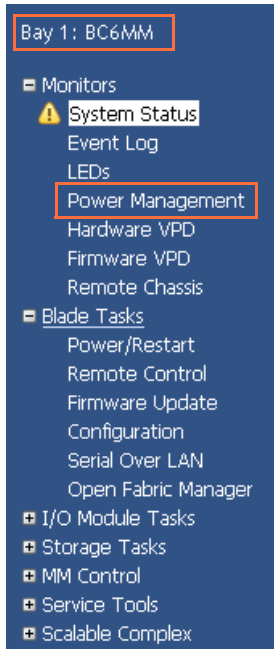 Bay 1: BC6MM
Monitors
System Status
Event Log
LEDs
Power Management
Hardware VPD
Firmware VPD
Remote Chassis
Blade Tasks
Power/Restart
Remote Control
Firmware Update
Configuration
Serial Over LAN
Open Fabric Manager
I/O Module Tasks
Storage Tasks
MM Control
Service Tools
Scalable Complex